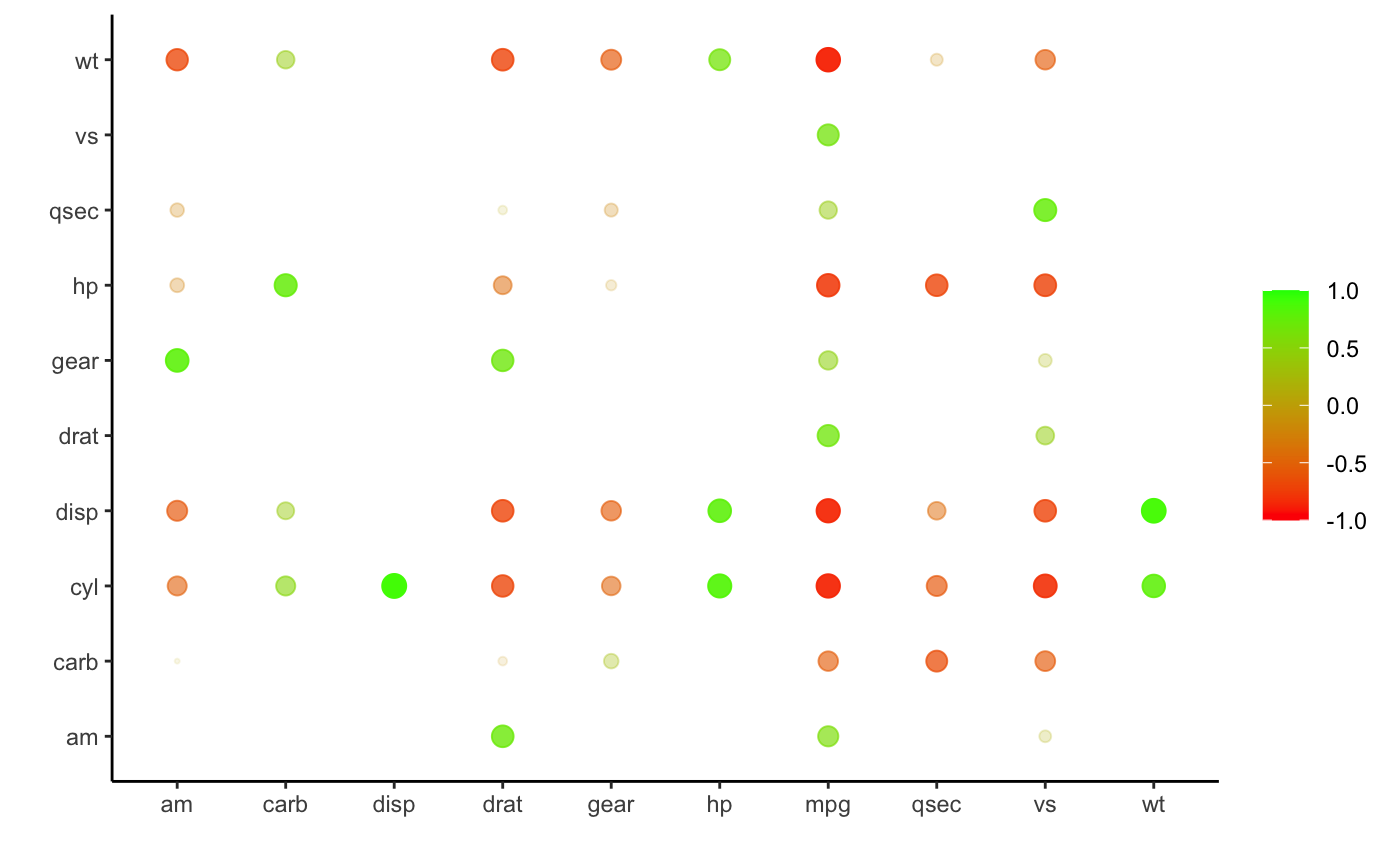 wt
vs
qsec
hp
gear
drat
disp
cyl
carb
am
am carb disp drat gear hp mpg qsec vs wt
1.0
0.5
0.0
-0.5
-1.0